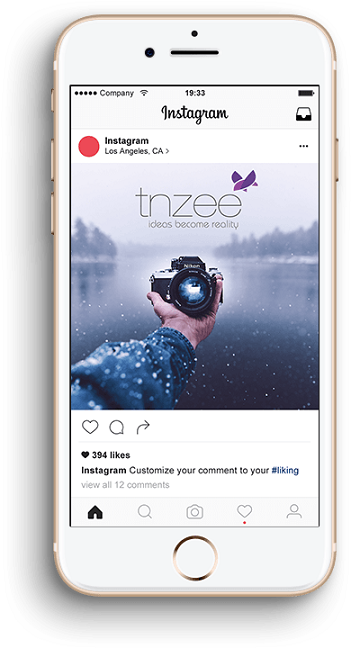 Company
19:33
Instagram
Instagram
Los Angeles, CA >
tnzee
ideas become reality
Nikon
394 likes
Instagram Customize your comment to your #liking
view all 12 comments